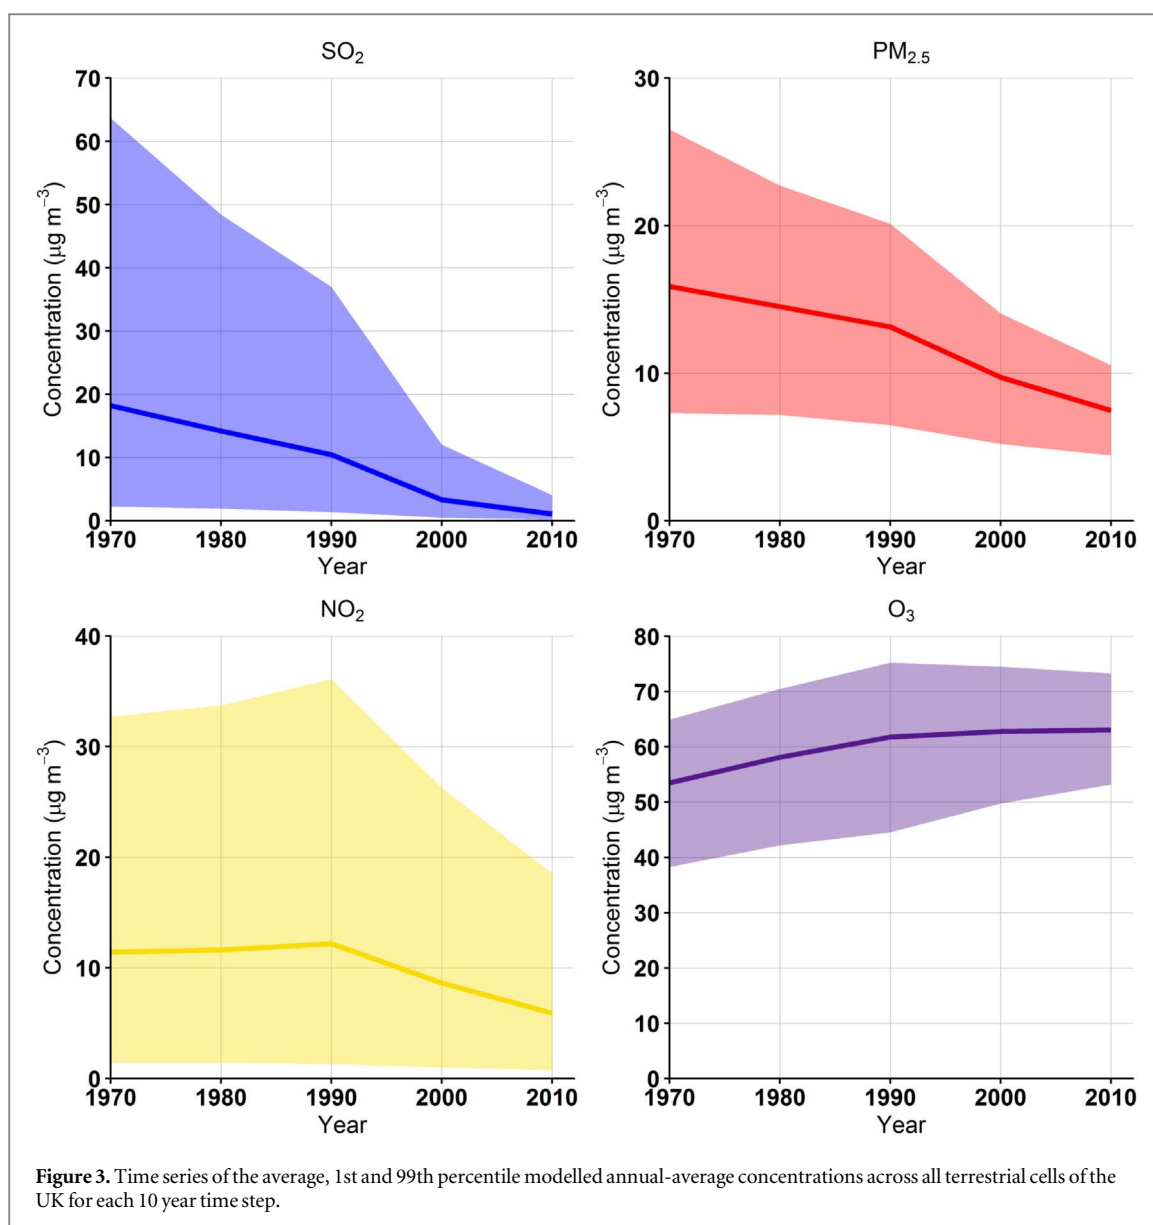 SO₂
Concentration (μg m⁻³)
70
60
50
40
30
20
10
0
1970 1980 1990 2000 2010
Year
PM₂.₅
Concentration (μg m⁻³)
30
20
10
0
1970 1980 1990 2000 2010
Year
NO₂
Concentration (μg m⁻³)
40
30
20
10
0
1970 1980 1990 2000 2010
Year
O₃
Concentration (μg m⁻³)
80
70
60
50
40
30
20
10
0
1970 1980 1990 2000 2010
Year
Figure 3. Time series of the average, 1st and 99th percentile modelled annual-average concentrations across all terrestrial cells of the
UK for each 10 year time step.